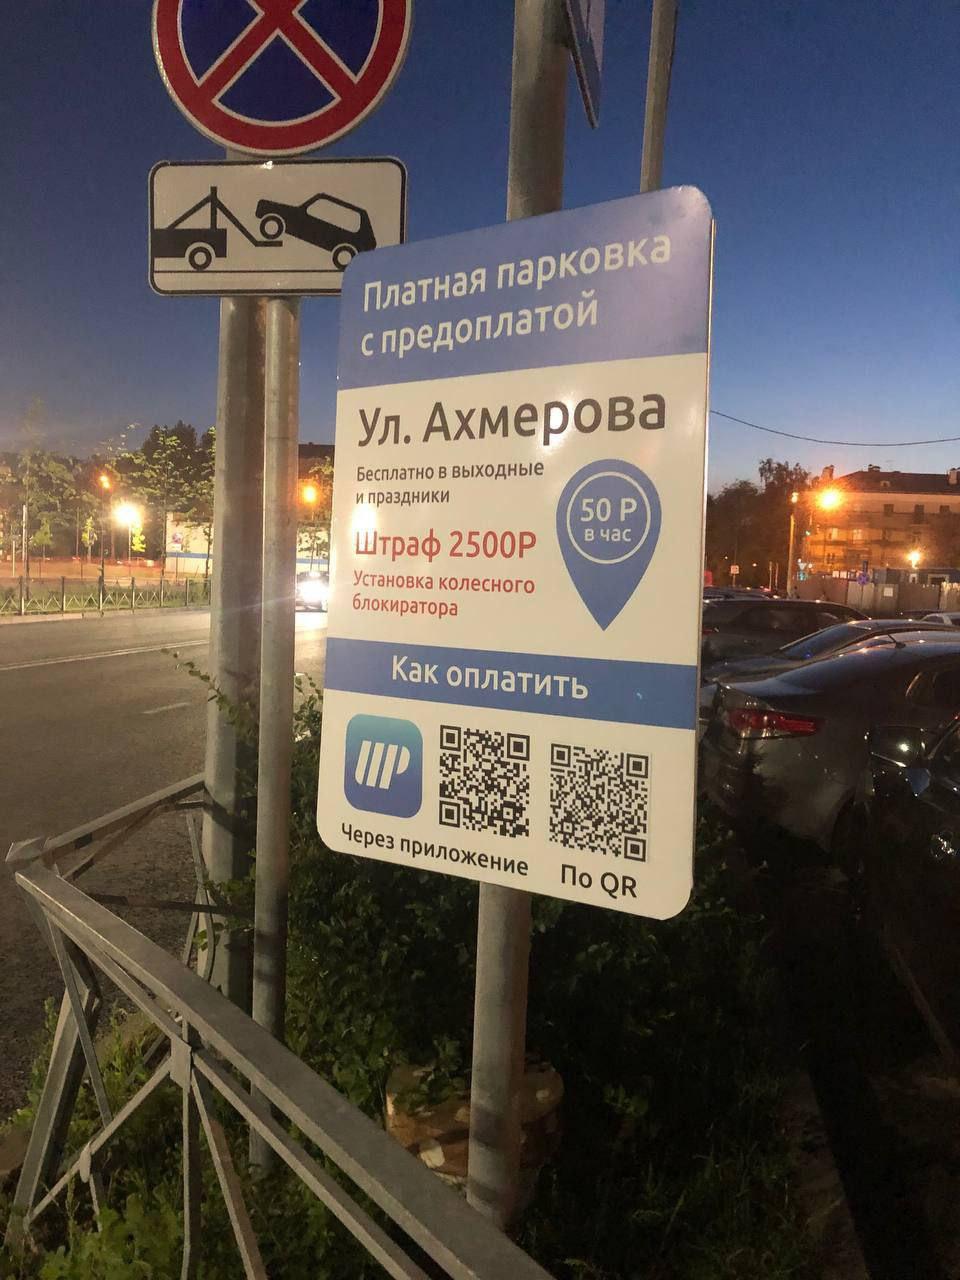 Платная парковка
с предоплатой
Ул. Ахмерова
Бесплатно в выходные
и праздники
50 Р
в час
Штраф 2500Р
Установка колесного
блокиратора
Как оплатить
Через приложение
По QR